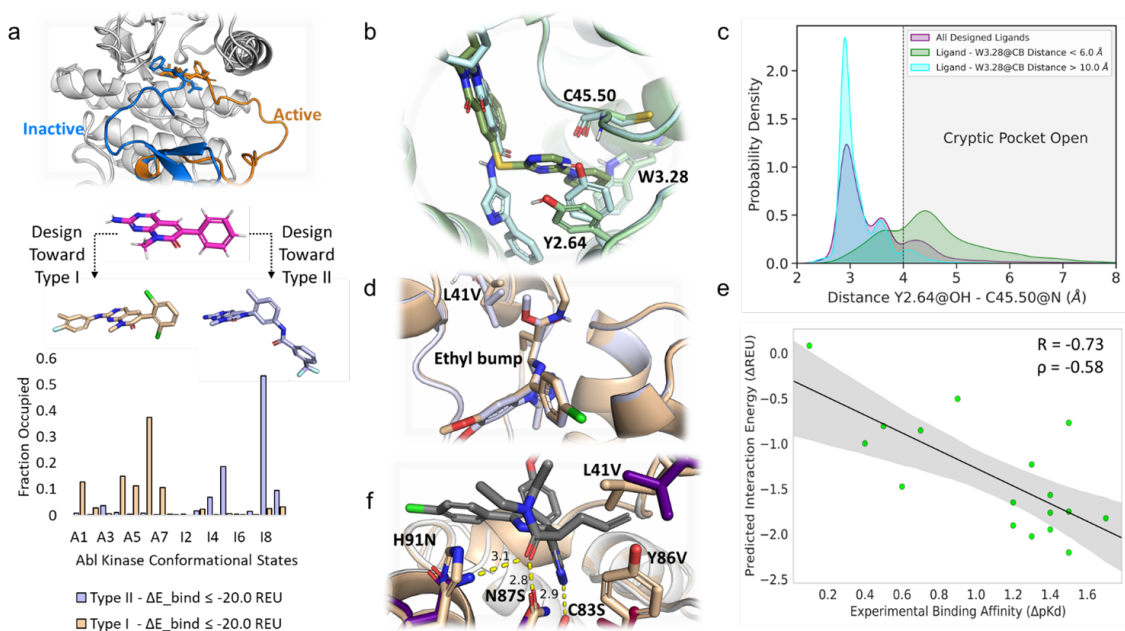 a
Inactive
Active
Design
Toward
Type I
Design
Toward
Type II
Fraction Occupied
0.6
0.5
0.4
0.3
0.2
0.1
0
A1 A3 A5 A7 I2 I4 I6 I8
Abl Kinase Conformational States
Type II - ΔE_bind ≤ -20.0 REU
Type I - ΔE_bind ≤ -20.0 REU
b
C45.50
W3.28
Y2.64
c
All Designed Ligands
Ligand - W3.28@CB Distance < 6.0 Å
Ligand - W3.28@CB Distance > 10.0 Å
Cryptic Pocket Open
Probability Density
2.0
1.5
1.0
0.5
0.0
2 3 4 5 6 7 8
Distance Y2.64@OH - C45.50@N (Å)
d
L41V
Ethyl bump
e
R = -0.73
ρ = -0.58
Predicted Interaction Energy (ΔREU)
0.0
−0.5
−1.0
−1.5
−2.0
−2.5
0.2 0.4 0.6 0.8 1.0 1.2 1.4 1.6
Experimental Binding Affinity (ΔpKd)
f
L41V
H91N
Y86V
3.1
2.8
N87S
2.9
C83S